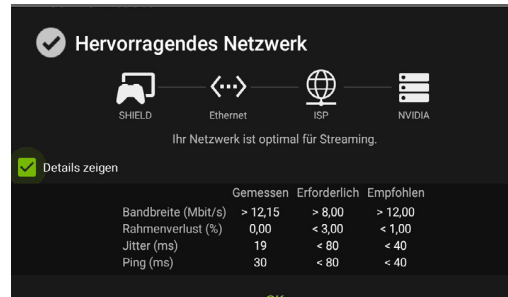 Hervorragendes Netzwerk
SHIELD Ethernet ISP NVIDIA
Ihr Netzwerk ist optimal für Streaming.
Details zeigen
Gemessen Erforderlich Empfohlen
Bandbreite (Mbit/s) > 12,15 > 8,00 > 12,00
Rahmenverlust (%) 0,00 < 3,00 < 1,00
Jitter (ms) 19 < 80 < 40
Ping (ms) 30 < 80 < 40